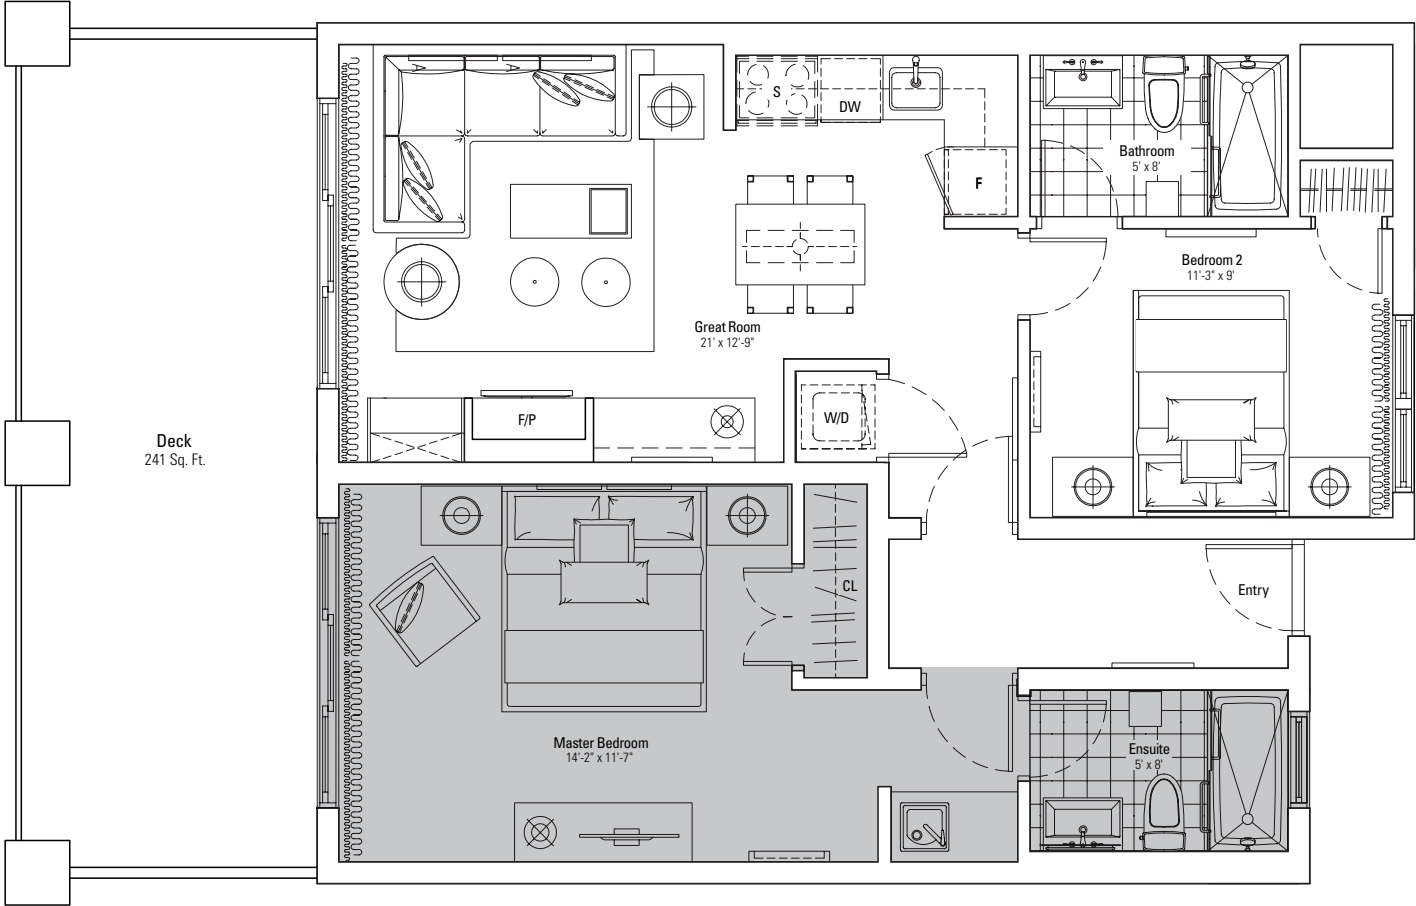 S
DW
F
Bathroom
5' x 8'
Bedroom 2
11'-3" x 9'
Great Room
21' x 12'-9"
F/P
W/D
Deck
241 Sq. Ft.
CL
Entry
Master Bedroom
14'-2" x 11'-7"
Ensuite
5' x 8'